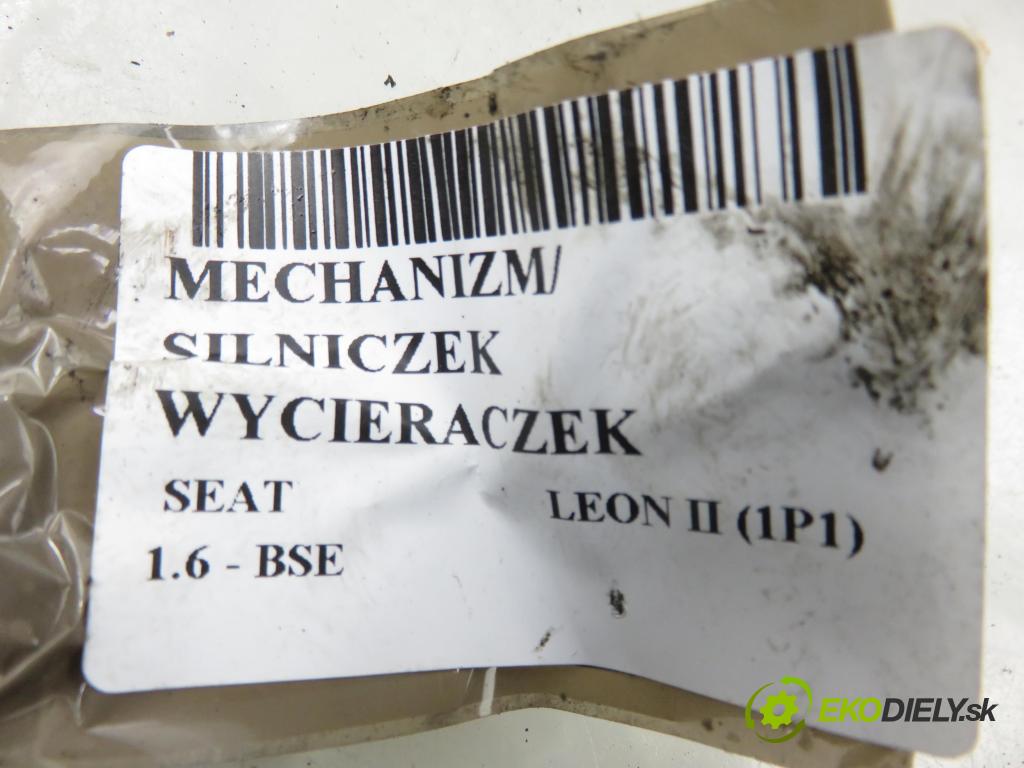 MECHANIZM/
SILNICZEK
WYCIERACZEK
SEAT LEON II (1P1)
1.6 - BSE
EKODIELY.sk